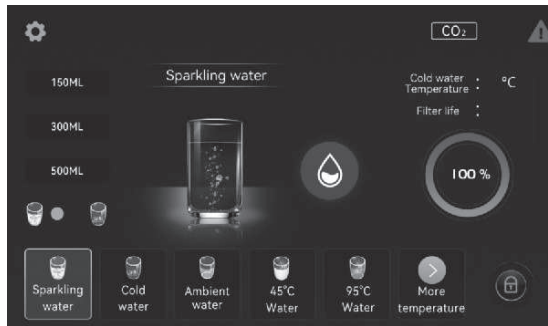 CO₂
150ML
300ML
500ML
Sparkling water
Cold water
Temperature : °C
Filter life :
100 %
Sparkling
water
Cold
water
Ambient
water
45°C
Water
95°C
Water
More
temperature